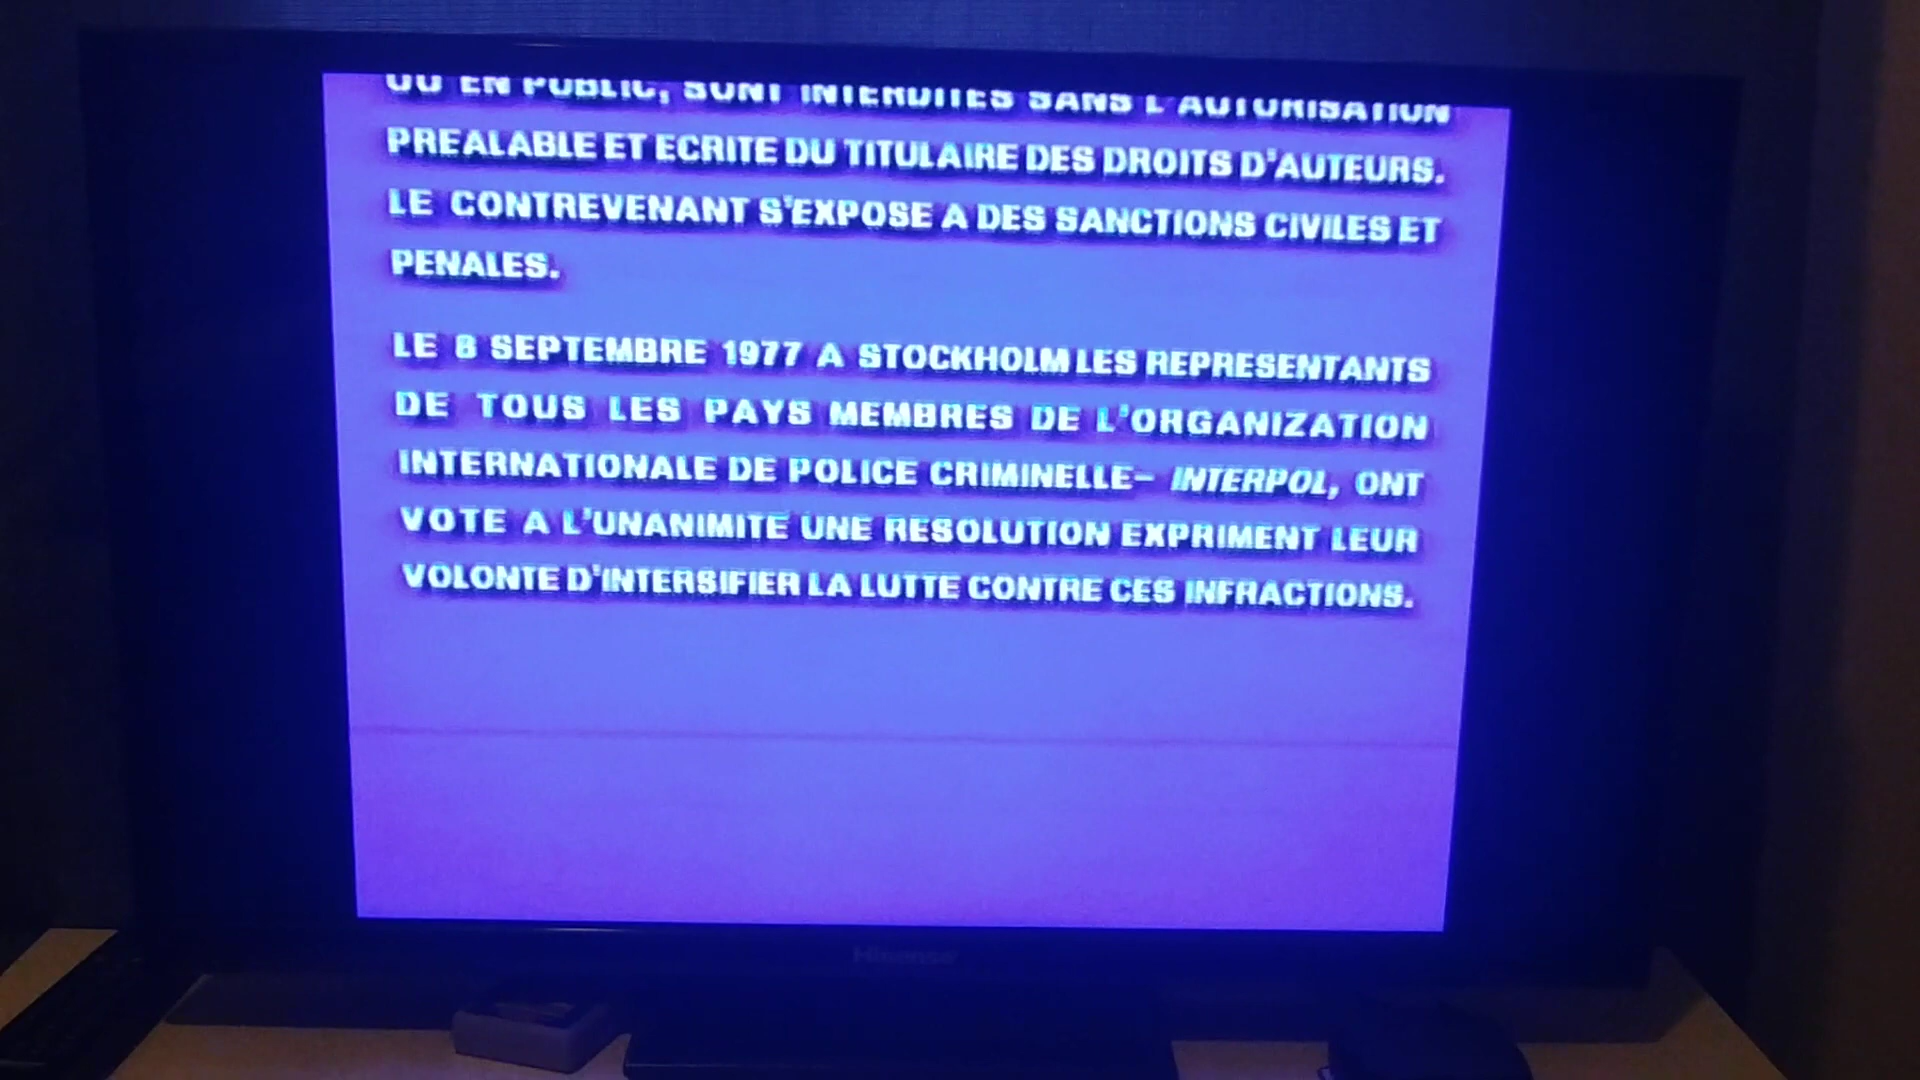 OU EN PUBLIC, SONT INTERDITES SANS L'AUTORISATION
PREALABLE ET ECRITE DU TITULAIRE DES DROITS D'AUTEURS.
LE CONTREVENANT S'EXPOSE A DES SANCTIONS CIVILES ET
PENALES.
LE 8 SEPTEMBRE 1977 A STOCKHOLM LES REPRESENTANTS
DE TOUS LES PAYS MEMBRES DE L'ORGANIZATION
INTERNATIONALE DE POLICE CRIMINELLE- INTERPOL, ONT
VOTE A L'UNANIMITE UNE RESOLUTION EXPRIMENT LEUR
VOLONTE D'INTERSIFIER LA LUTTE CONTRE CES INFRACTIONS.
Hisense